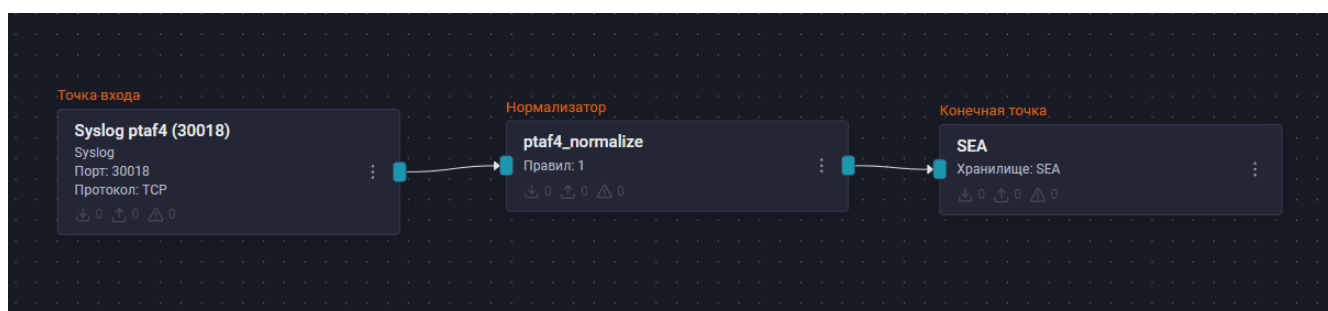 Точка входа
Syslog ptaf4 (30018)
Syslog
Порт: 30018
Протокол: TCP
0 0 0
Нормализатор
ptaf4_normalize
Правил: 1
0 0 0
Конечная точка
SEA
Хранилище: SEA
0 0 0